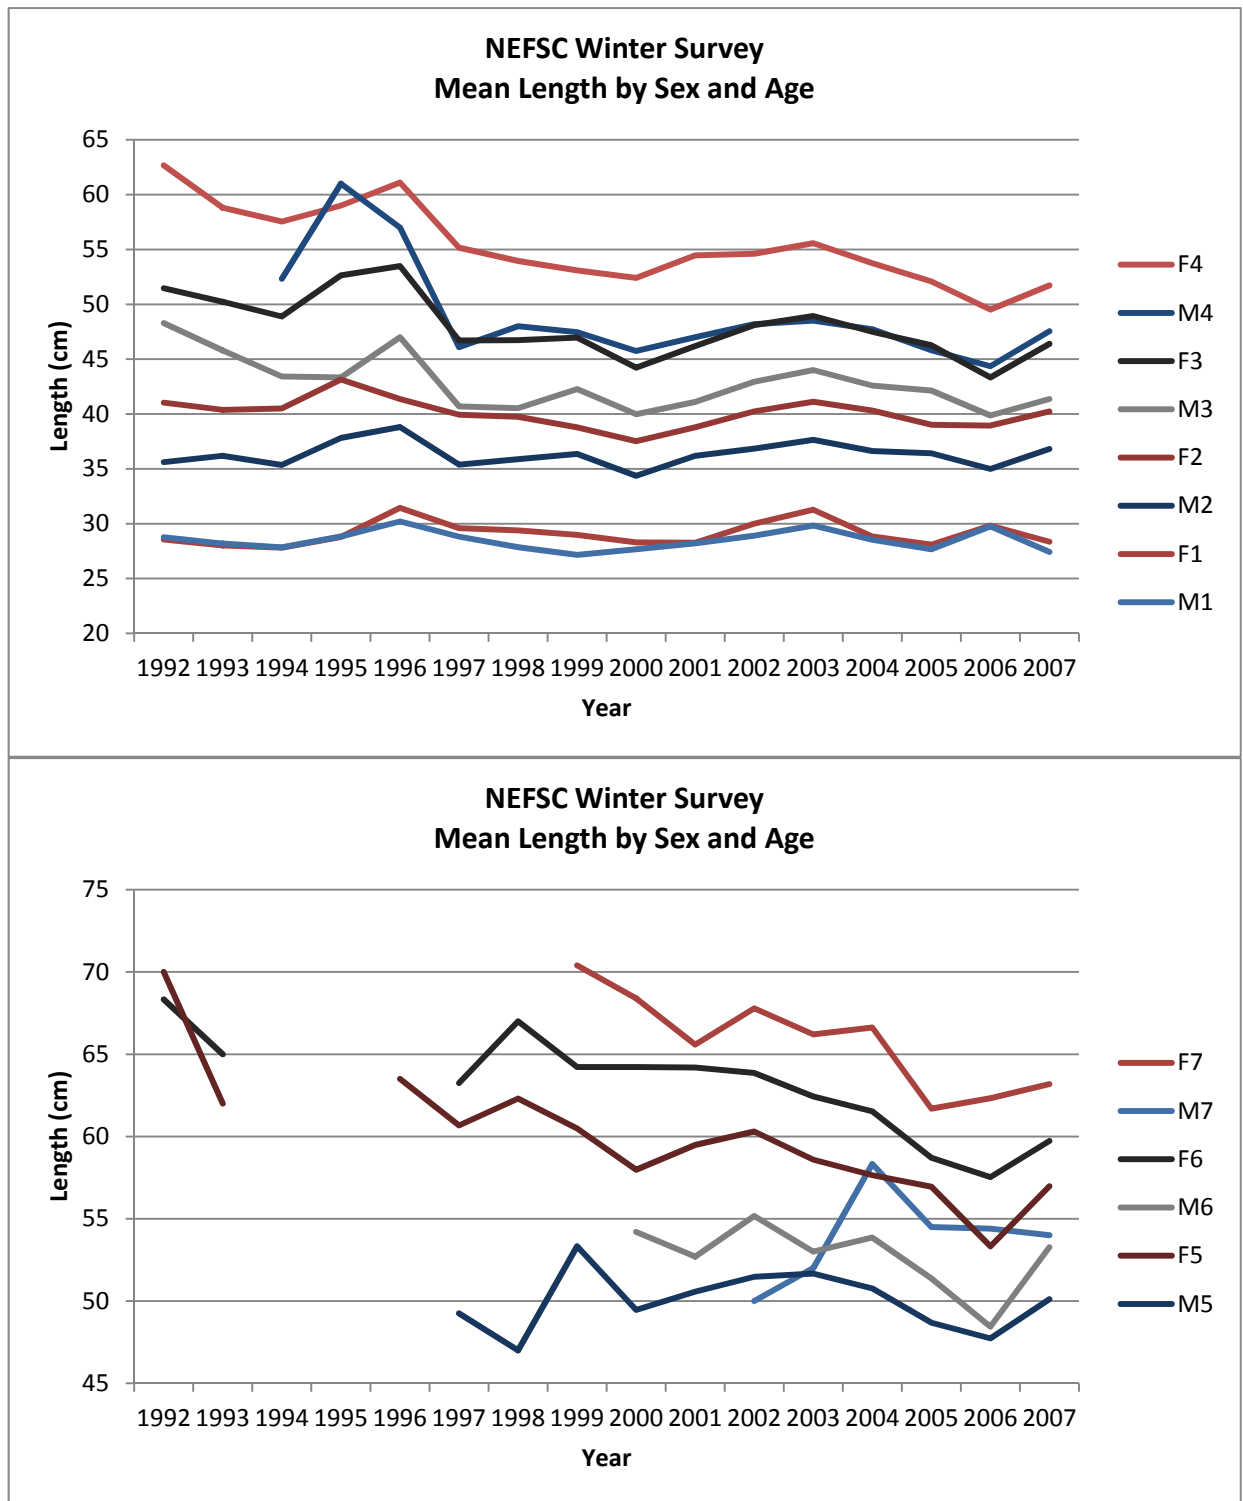 NEFSC Winter Survey
Mean Length by Sex and Age
65
60
55
50
45
40
35
30
25
20
Length (cm)
1992 1993 1994 1995 1996 1997 1998 1999 2000 2001 2002 2003 2004 2005 2006 2007
Year
F4
M4
F3
M3
F2
M2
F1
M1
NEFSC Winter Survey
Mean Length by Sex and Age
75
70
65
60
55
50
45
Length (cm)
1992 1993 1994 1995 1996 1997 1998 1999 2000 2001 2002 2003 2004 2005 2006 2007
Year
F7
M7
F6
M6
F5
M5